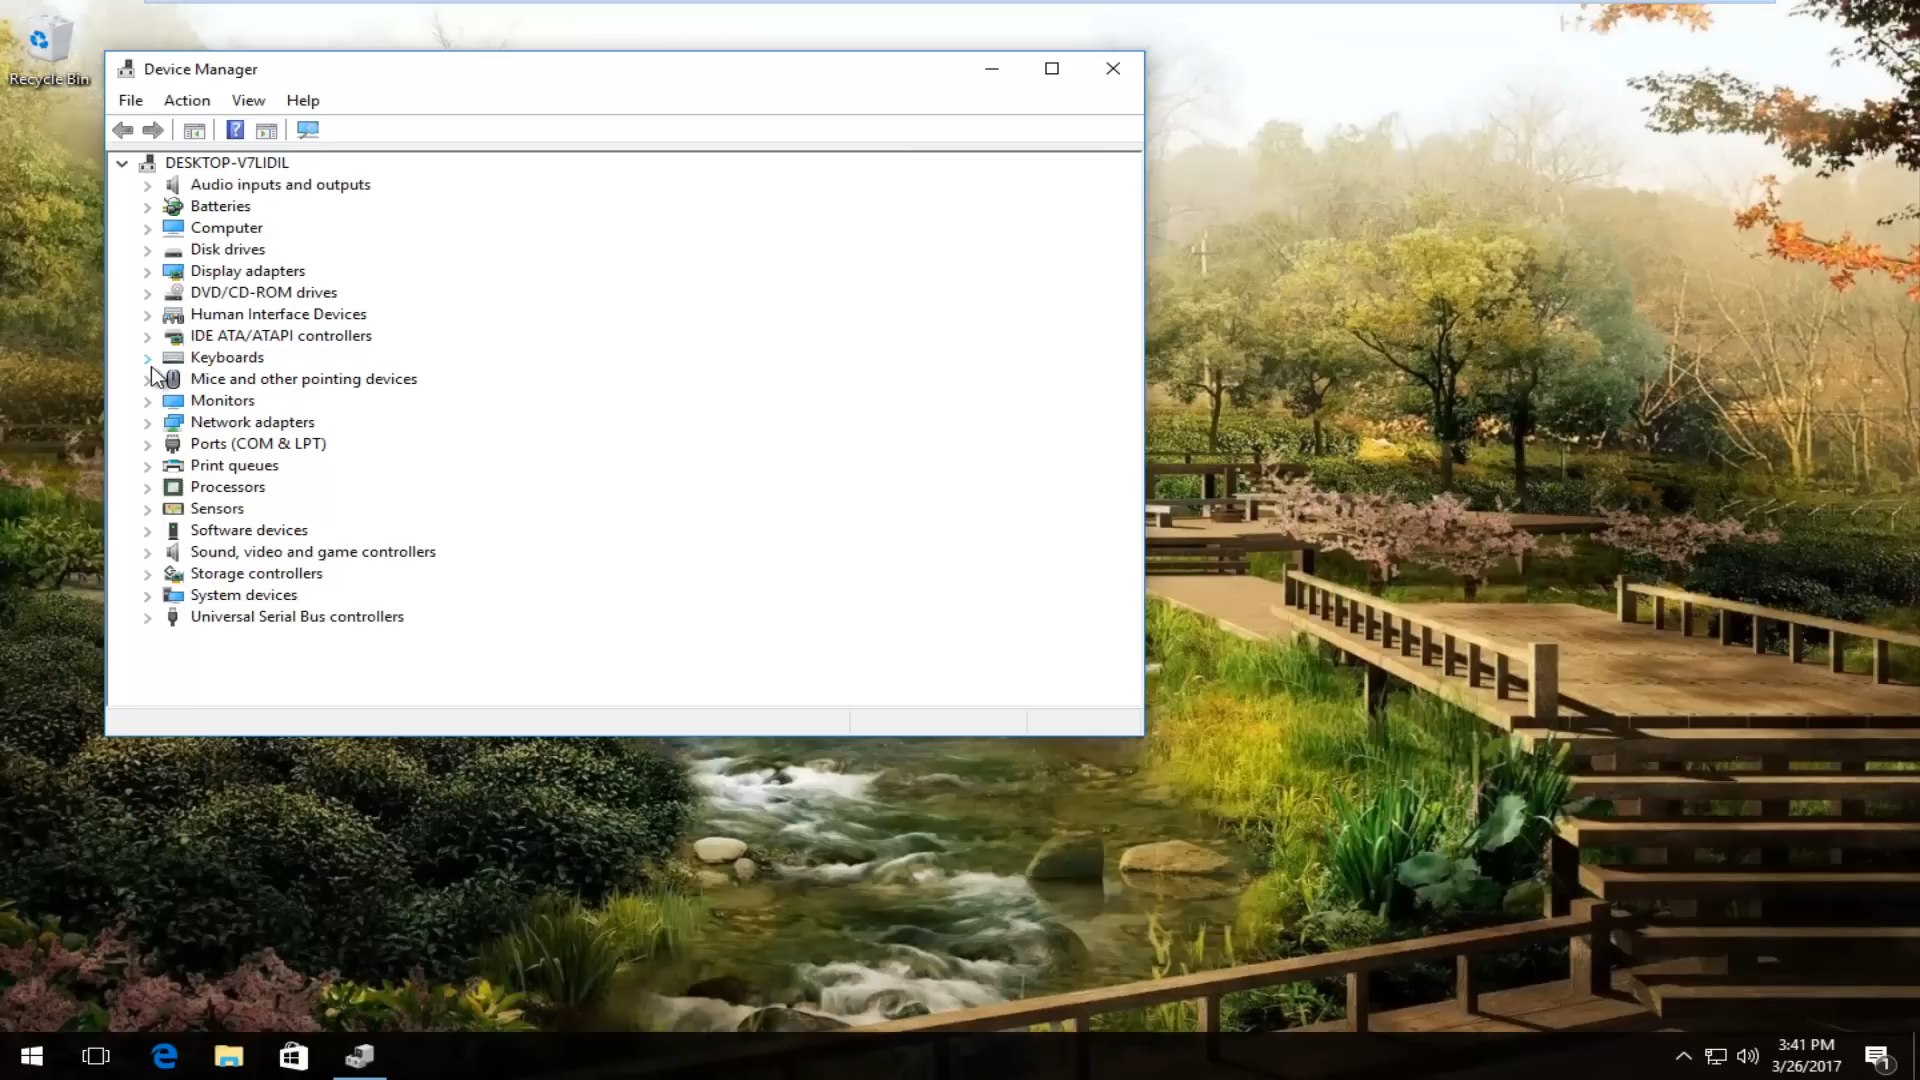 Recycle Bin
Device Manager
File Action View Help
DESKTOP-V7LIDIL
Audio inputs and outputs
Batteries
Computer
Disk drives
Display adapters
DVD/CD-ROM drives
Human Interface Devices
IDE ATA/ATAPI controllers
Keyboards
Mice and other pointing devices
Monitors
Network adapters
Ports (COM & LPT)
Print queues
Processors
Sensors
Software devices
Sound, video and game controllers
Storage controllers
System devices
Universal Serial Bus controllers
3:41 PM
3/26/2017
1